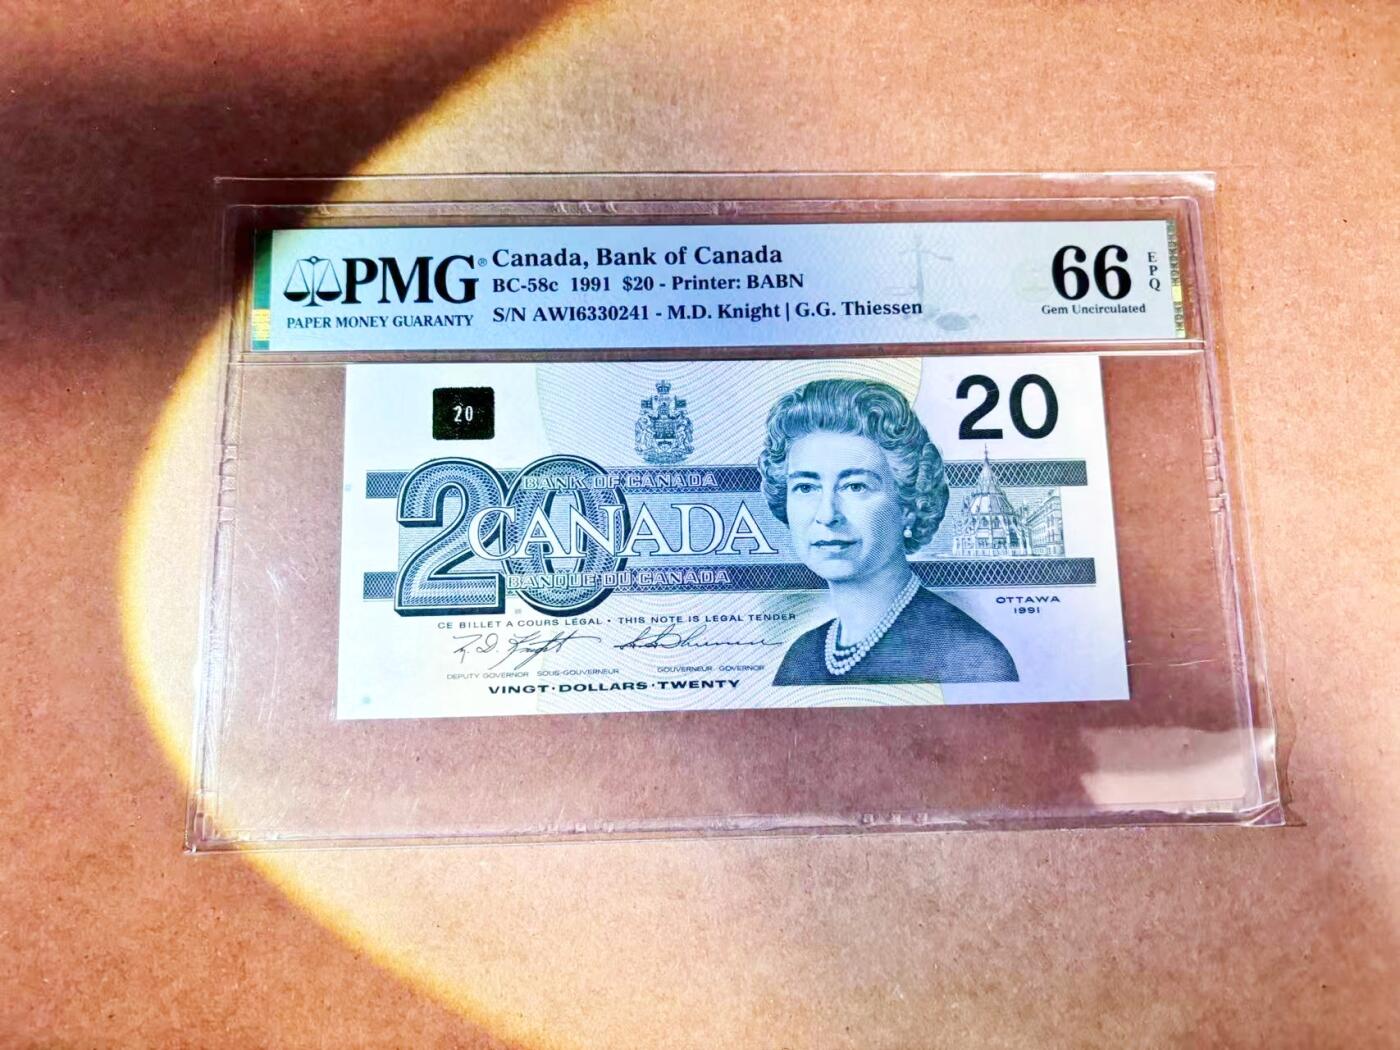 PMG®
PAPER MONEY GUARANTY
Canada, Bank of Canada
BC-58c 1991 $20 - Printer: BABN
S/N AWI6330241 - M.D. Knight | G.G. Thiessen
66
EPQ
Gem Uncirculated
20
20
20
BANK OF CANADA
CANADA
BANQUE DU CANADA
CE BILLET A COURS LÉGAL • THIS NOTE IS LEGAL TENDER
DEPUTY GOVERNOR SOUS-GOUVERNEUR
GOUVERNEUR GOVERNOR
VINGT·DOLLARS·TWENTY
OTTAWA
1991